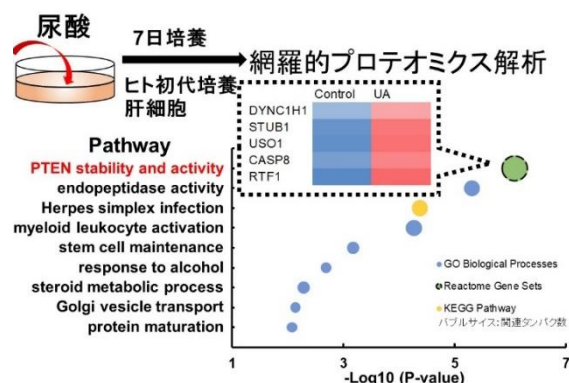 尿酸
7日培養
ヒト初代培養
肝細胞
網羅的プロテオミクス解析
Control UA
DYNC1H1
STUB1
USO1
CASP8
RTF1
Pathway
PTEN stability and activity
endopeptidase activity
Herpes simplex infection
myeloid leukocyte activation
stem cell maintenance
response to alcohol
steroid metabolic process
Golgi vesicle transport
protein maturation
GO Biological Processes
Reactome Gene Sets
KEGG Pathway
バブルサイズ：関連タンパク数
1 3 5 7
-Log10 (P-value)